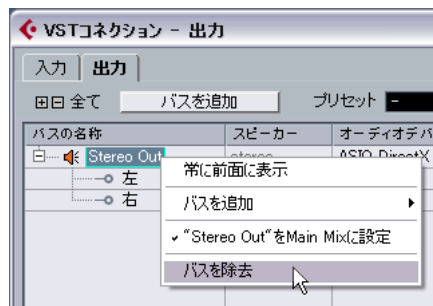 VSTコネクション - 出力
入力 出力
全て バスを追加 プリセット -
バスの名称 スピーカー オーディオデバ
Stereo Out stereo ASIO DirectX
常に前面に表示
左
右
バスを追加
"Stereo Out"をMain Mixに設定
バスを除去